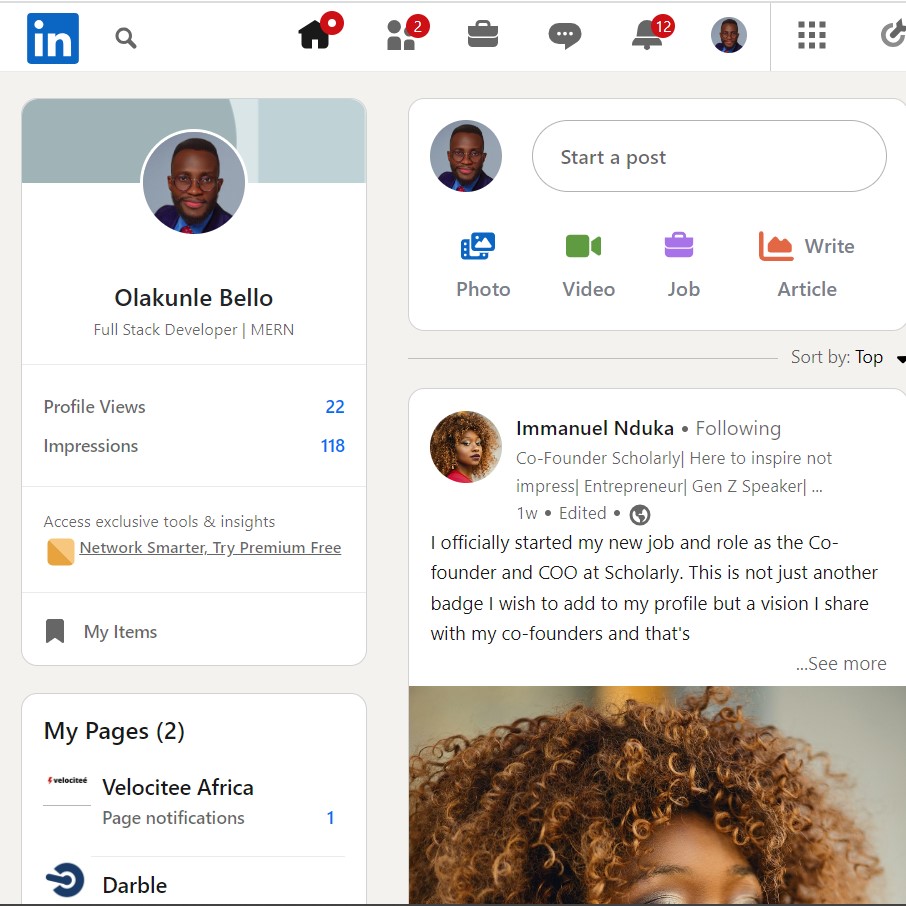 in
2
12
Olakunle Bello
Full Stack Developer | MERN
Profile Views 22
Impressions 118
Access exclusive tools & insights
Network Smarter, Try Premium Free
My Items
My Pages (2)
velocitee
Velocitee Africa
Page notifications 1
Darble
Start a post
Photo
Video
Job
Write
Article
Sort by: Top
Immanuel Nduka • Following
Co-Founder Scholarly| Here to inspire not
impress| Entrepreneur| Gen Z Speaker| ...
1w • Edited •
I officially started my new job and role as the Co-
founder and COO at Scholarly. This is not just another
badge I wish to add to my profile but a vision I share
with my co-founders and that's
...See more